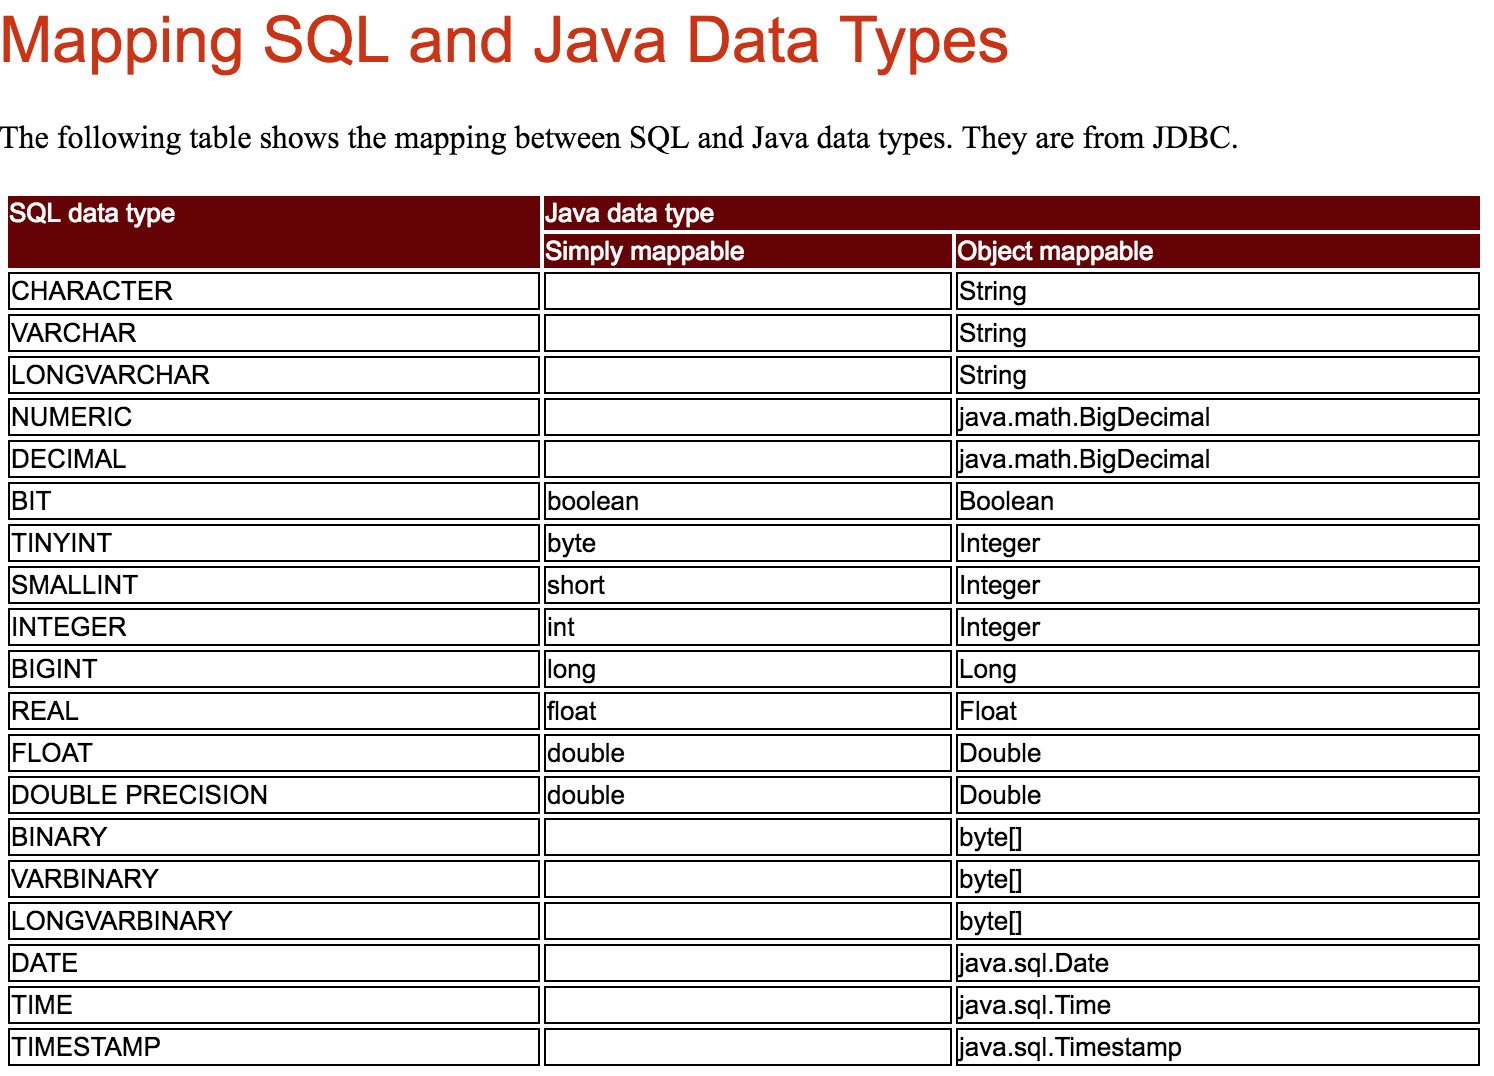 Mapping SQL and Java Data Types
The following table shows the mapping between SQL and Java data types. They are from JDBC.
SQL data type Java data type
Simply mappable Object mappable
CHARACTER String
VARCHAR String
LONGVARCHAR String
NUMERIC java.math.BigDecimal
DECIMAL java.math.BigDecimal
BIT boolean Boolean
TINYINT byte Integer
SMALLINT short Integer
INTEGER int Integer
BIGINT long Long
REAL float Float
FLOAT double Double
DOUBLE PRECISION double Double
BINARY byte[]
VARBINARY byte[]
LONGVARBINARY byte[]
DATE java.sql.Date
TIME java.sql.Time
TIMESTAMP java.sql.Timestamp